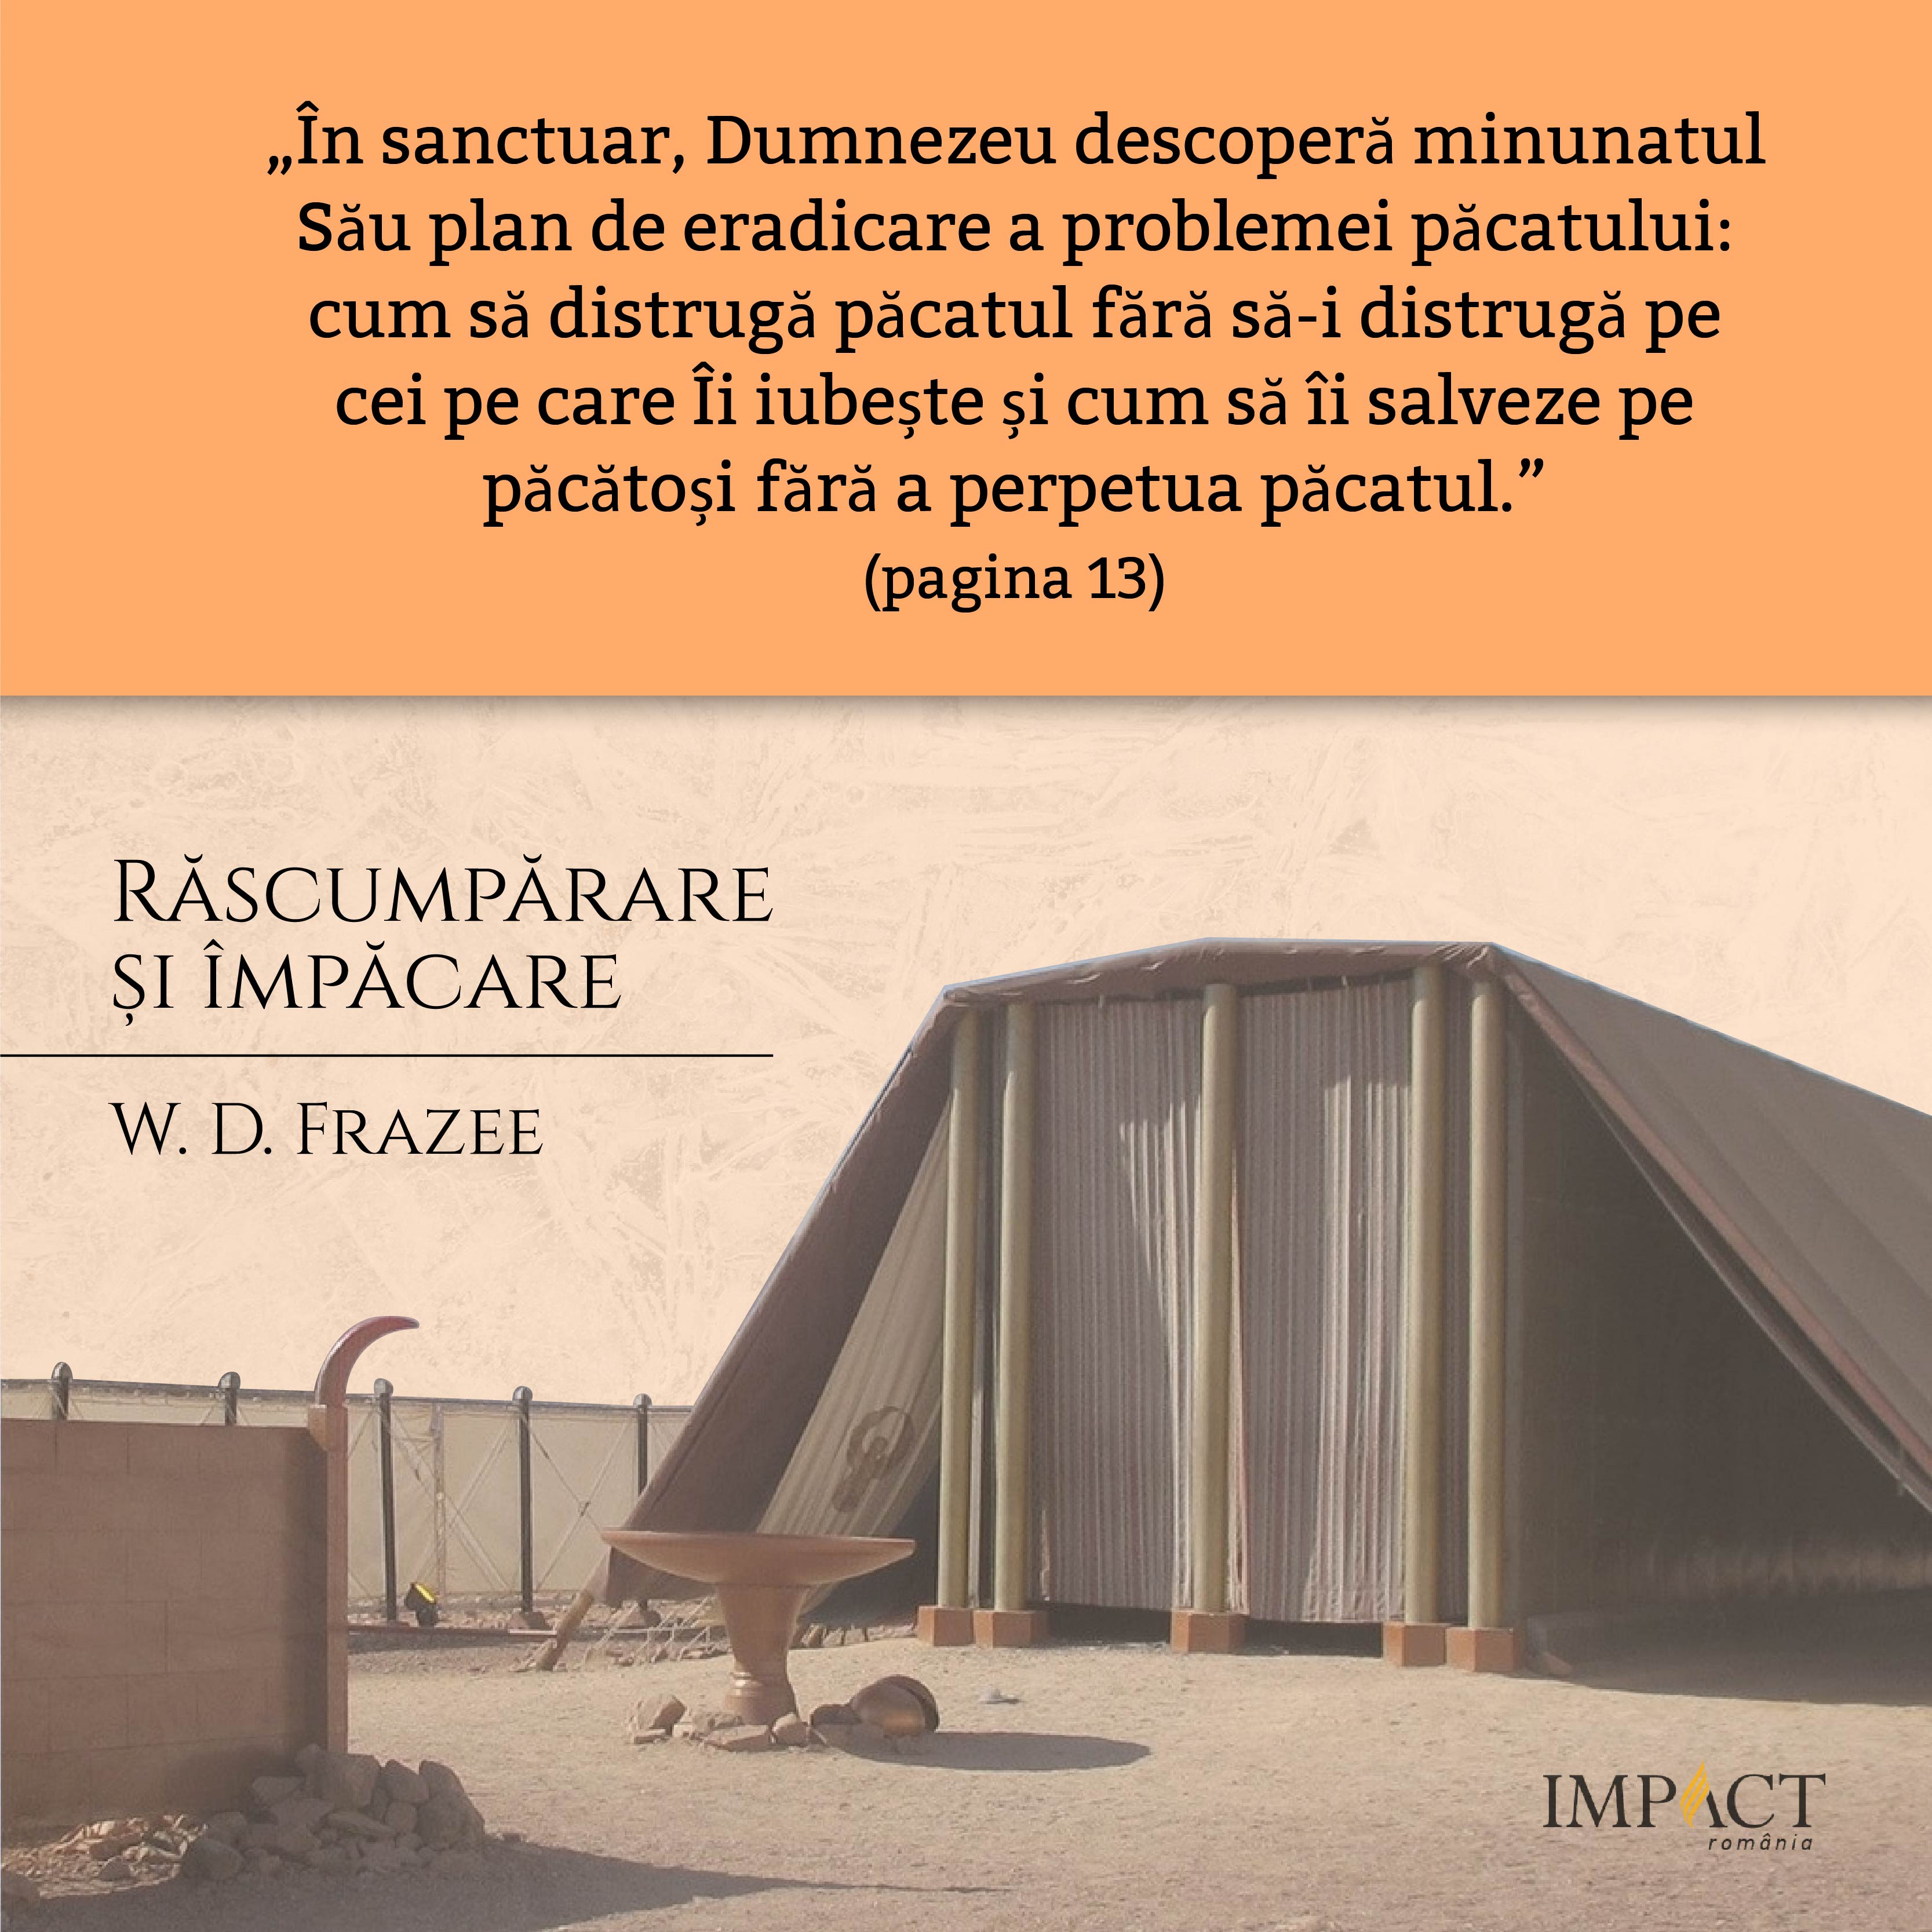 „În sanctuar, Dumnezeu descoperă minunatul
Său plan de eradicare a problemei păcatului:
cum să distrugă păcatul fără să-i distrugă pe
cei pe care Îi iubește și cum să îi salveze pe
păcătoși fără a perpetua păcatul.”
(pagina 13)
RĂSCUMPĂRARE
ȘI ÎMPĂCARE
W. D. FRAZEE
IMPACT
românia